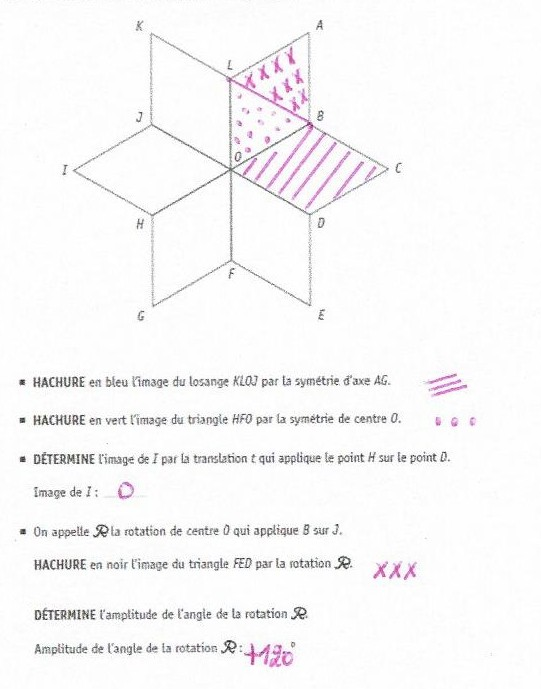 K
A
L
J
B
O
I
C
H
D
F
G
E
▪ HACHURE en bleu l'image du losange KLOJ par la symétrie d'axe AG.
▪ HACHURE en vert l'image du triangle HFO par la symétrie de centre O.
▪ DÉTERMINE l'image de I par la translation t qui applique le point H sur le point D.
Image de I : O
▪ On appelle R la rotation de centre O qui applique B sur J.
HACHURE en noir l'image du triangle FED par la rotation R. XXX
DÉTERMINE l'amplitude de l'angle de la rotation R.
Amplitude de l'angle de la rotation R : +120°